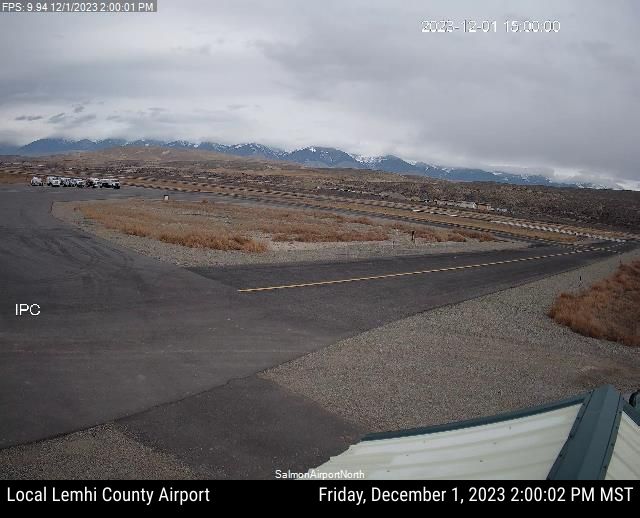 FPS: 9.94 12/1/2023 2:00:01 PM
2023-12-01 15:00:00
IPC
SalmonAirportNorth
Local Lemhi County Airport
Friday, December 1, 2023 2:00:02 PM MST